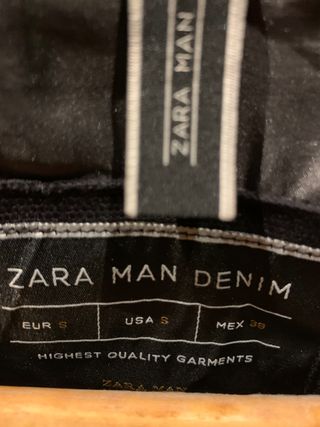 ZARA MAN
ZARA MAN DENIM
EUR S USA S MEX 38
HIGHEST QUALITY GARMENTS
ZARA MAN